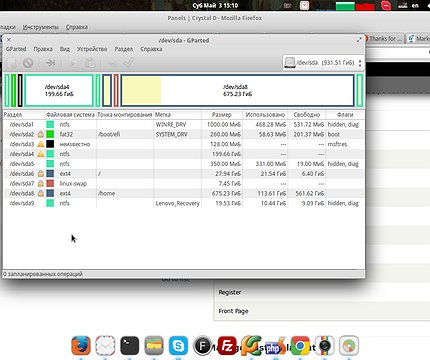 Суб Май 3 15:10
en
Panels | Crystal D - Mozilla Firefox
ладки Инструменты Справка
Thanks for ...
Market
/dev/sda - GParted
GParted Правка Вид Устройство Раздел Справка
/dev/sda (931.51 ГиБ)
/dev/sda4
199.66 ГиБ
/dev/sda8
675.23 ГиБ
Раздел Файловая система Точка монтирования Метка Размер Использовано Свободно Флаги
/dev/sda1 ntfs WINRE_DRV 1000.00 МиБ 468.28 МиБ 531.72 МиБ hidden, diag
/dev/sda2 fat32 /boot/efi SYSTEM_DRV 260.00 МиБ 58.63 МиБ 201.37 МиБ boot
/dev/sda3 неизвестно 128.00 МиБ --- --- msftres
/dev/sda4 ntfs 199.66 ГиБ --- ---
/dev/sda5 ntfs 350.00 МиБ 331.00 МиБ 19.00 МиБ hidden, diag
/dev/sda6 ext4 / 27.94 ГиБ 21.54 ГиБ 6.40 ГиБ
/dev/sda7 linux-swap 7.45 ГиБ --- ---
/dev/sda8 ext4 /home 675.23 ГиБ 113.61 ГиБ 561.62 ГиБ
/dev/sda9 ntfs Lenovo_Recovery 19.53 ГиБ 10.44 ГиБ 9.09 ГиБ hidden, diag
0 запланированных операций
Register
Front Page